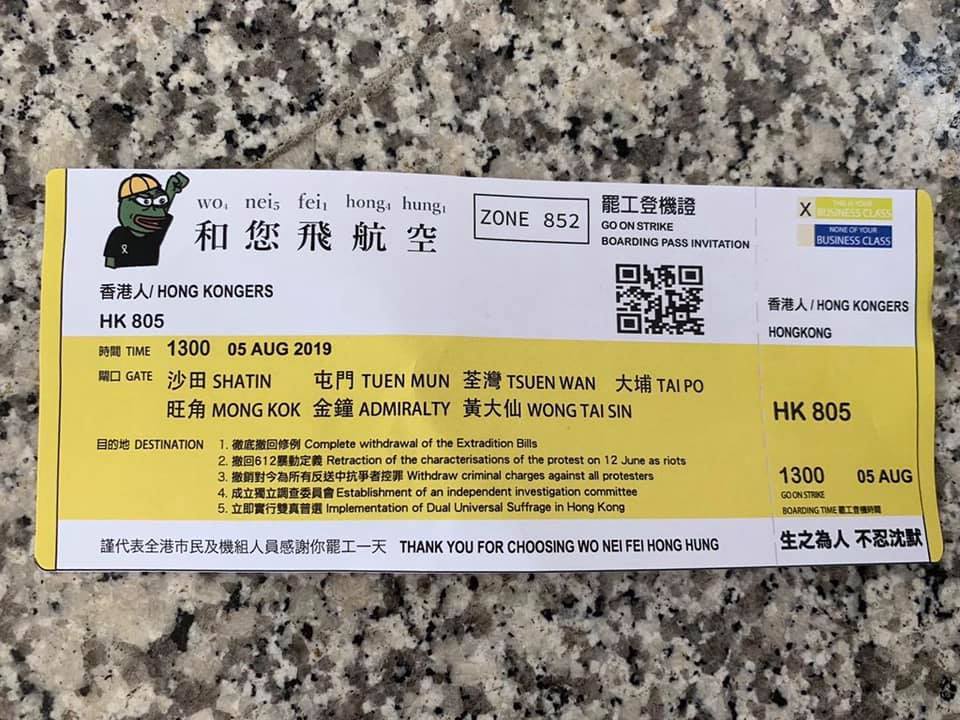 wo₄ nei₅ fei₁ hong₄ hung₁
和您飛航空
ZONE 852
罷工登機證
GO ON STRIKE
BOARDING PASS INVITATION
香港人/ HONG KONGERS
HK 805
時間 TIME 1300 05 AUG 2019
閘口 GATE 沙田 SHATIN 屯門 TUEN MUN 荃灣 TSUEN WAN 大埔 TAI PO
旺角 MONG KOK 金鐘 ADMIRALTY 黃大仙 WONG TAI SIN
目的地 DESTINATION 1. 徹底撤回修例 Complete withdrawal of the Extradition Bills
2. 撤回612暴動定義 Retraction of the characterisations of the protest on 12 June as riots
3. 撤銷對今為所有反送中抗爭者控罪 Withdraw criminal charges against all protesters
4. 成立獨立調查委員會 Establishment of an independent investigation committee
5. 立即實行雙真普選 Implementation of Dual Universal Suffrage in Hong Kong
謹代表全港市民及機組人員感謝你罷工一天 THANK YOU FOR CHOOSING WO NEI FEI HONG HUNG
X THIS IS YOUR
BUSINESS CLASS
NONE OF YOUR
BUSINESS CLASS
香港人 / HONG KONGERS
HONGKONG
HK 805
1300 05 AUG
GO ON STRIKE
BOARDING TIME 罷工登機時間
生之為人 不忍沈默